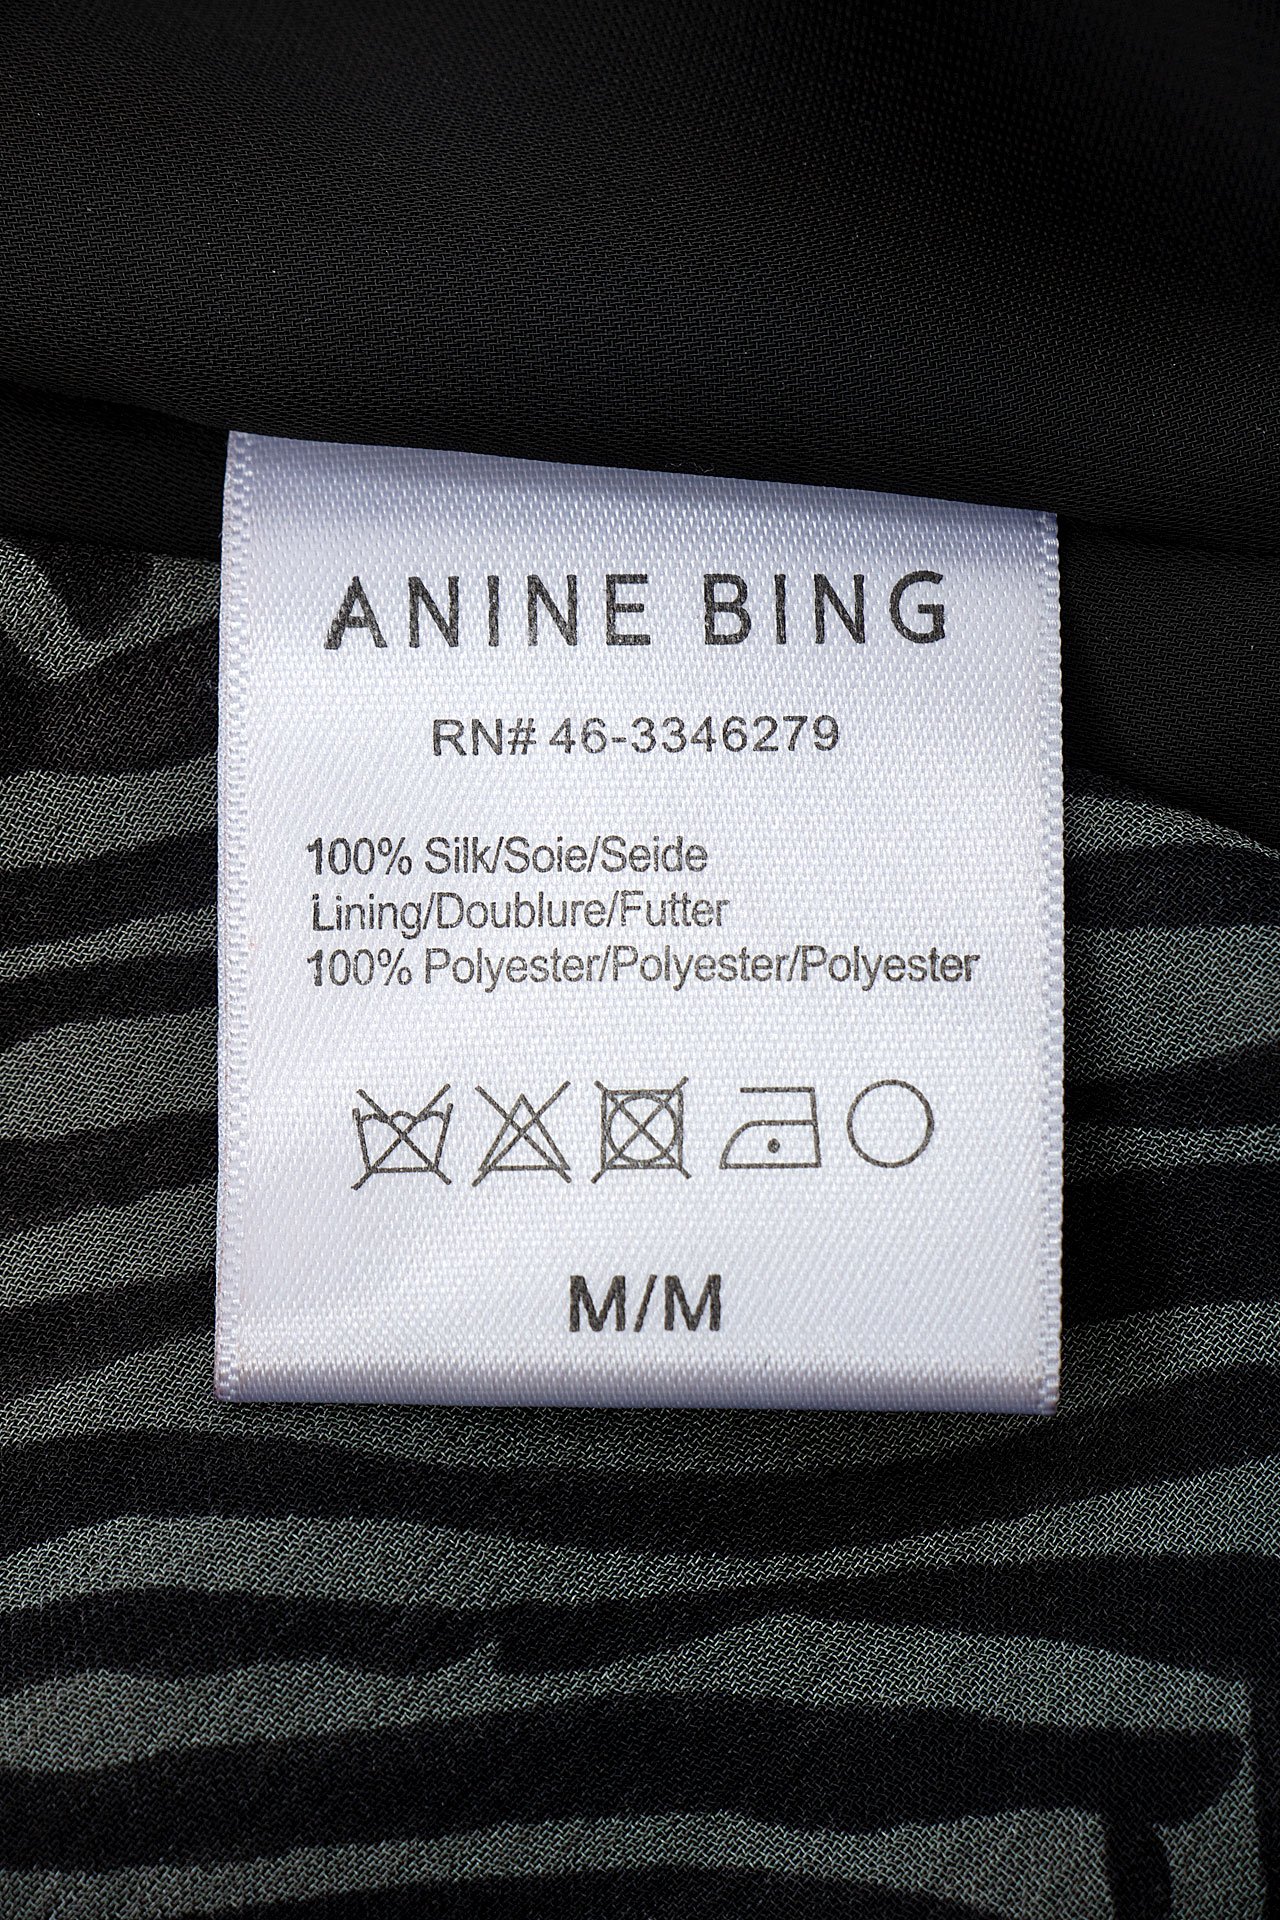 ANINE BING
RN# 46-3346279
100% Silk/Soie/Seide
Lining/Doublure/Futter
100% Polyester/Polyester/Polyester
M/M